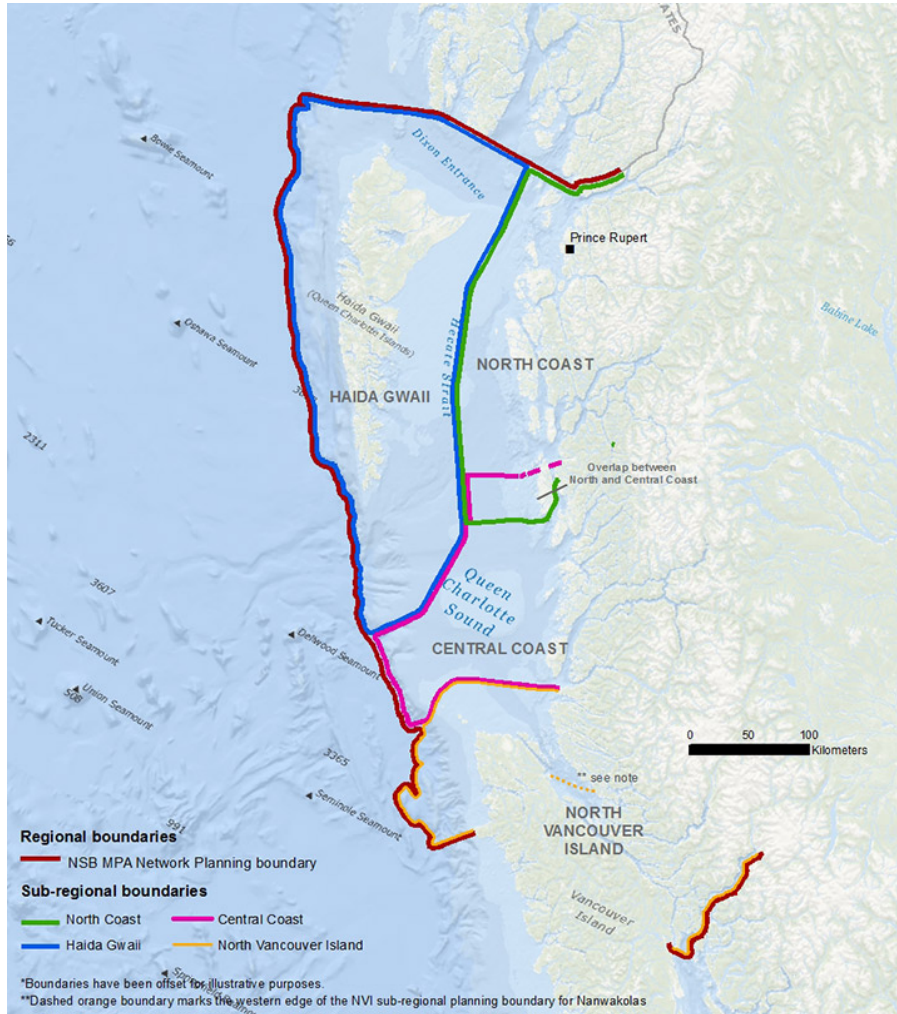 ATES
Dixon Entrance
Bowie Seamount
Prince Rupert
66
Haida Gwaii
(Queen Charlotte Islands)
Babine Lake
Oshawa Seamount
Hecate Strait
NORTH COAST
HAIDA GWAII
2311
Overlap between
North and Central Coast
Queen
Charlotte
Sound
3607
Tucker Seamount
Dellwood Seamount
CENTRAL COAST
Union Seamount
508
0 50 100
Kilometers
3365
** see note
Seminole Seamount
NORTH
VANCOUVER
ISLAND
991
Regional boundaries
NSB MPA Network Planning boundary
Sub-regional boundaries
North Coast
Central Coast
Haida Gwaii
North Vancouver Island
Vancouver
Island
*Boundaries have been offset for illustrative purposes.
**Dashed orange boundary marks the western edge of the NVI sub-regional planning boundary for Nanwakolas